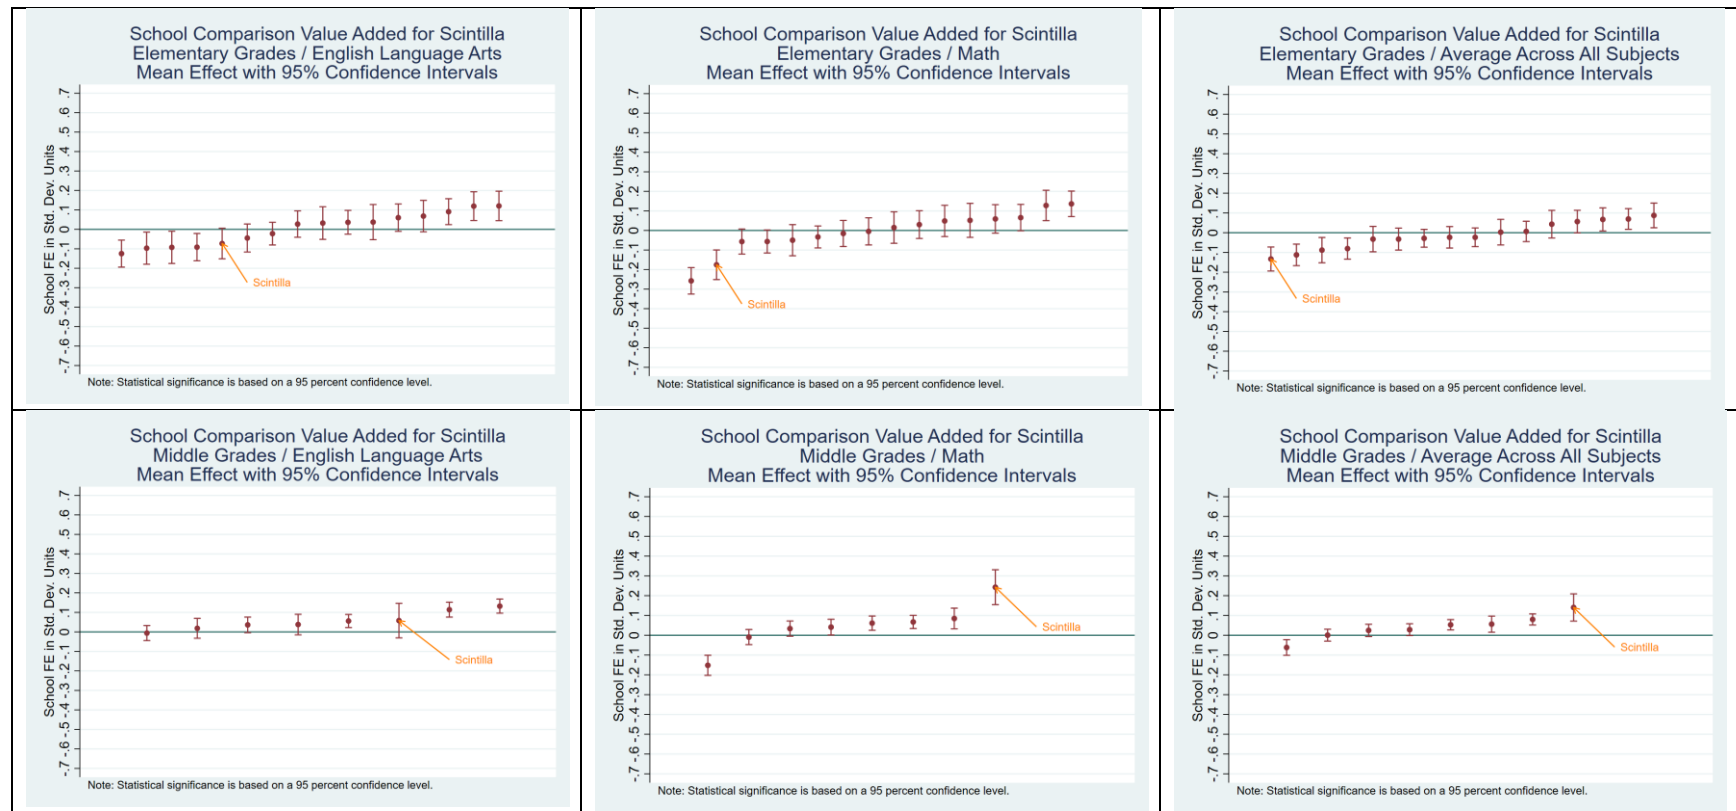 School Comparison Value Added for Scintilla
Elementary Grades / English Language Arts
Mean Effect with 95% Confidence Intervals
School FE in Std. Dev. Units
.7
.6
.5
.4
.3
.2
.1
0
-.1
-.2
-.3
-.4
-.5
-.6
-.7
Scintilla
Note: Statistical significance is based on a 95 percent confidence level.
School Comparison Value Added for Scintilla
Elementary Grades / Math
Mean Effect with 95% Confidence Intervals
School FE in Std. Dev. Units
.7
.6
.5
.4
.3
.2
.1
0
-.1
-.2
-.3
-.4
-.5
-.6
-.7
Scintilla
Note: Statistical significance is based on a 95 percent confidence level.
School Comparison Value Added for Scintilla
Elementary Grades / Average Across All Subjects
Mean Effect with 95% Confidence Intervals
School FE in Std. Dev. Units
.7
.6
.5
.4
.3
.2
.1
0
-.1
-.2
-.3
-.4
-.5
-.6
-.7
Scintilla
Note: Statistical significance is based on a 95 percent confidence level.
School Comparison Value Added for Scintilla
Middle Grades / English Language Arts
Mean Effect with 95% Confidence Intervals
School FE in Std. Dev. Units
.7
.6
.5
.4
.3
.2
.1
0
-.1
-.2
-.3
-.4
-.5
-.6
-.7
Scintilla
Note: Statistical significance is based on a 95 percent confidence level.
School Comparison Value Added for Scintilla
Middle Grades / Math
Mean Effect with 95% Confidence Intervals
School FE in Std. Dev. Units
.7
.6
.5
.4
.3
.2
.1
0
-.1
-.2
-.3
-.4
-.5
-.6
-.7
Scintilla
Note: Statistical significance is based on a 95 percent confidence level.
School Comparison Value Added for Scintilla
Middle Grades / Average Across All Subjects
Mean Effect with 95% Confidence Intervals
School FE in Std. Dev. Units
.7
.6
.5
.4
.3
.2
.1
0
-.1
-.2
-.3
-.4
-.5
-.6
-.7
Scintilla
Note: Statistical significance is based on a 95 percent confidence level.